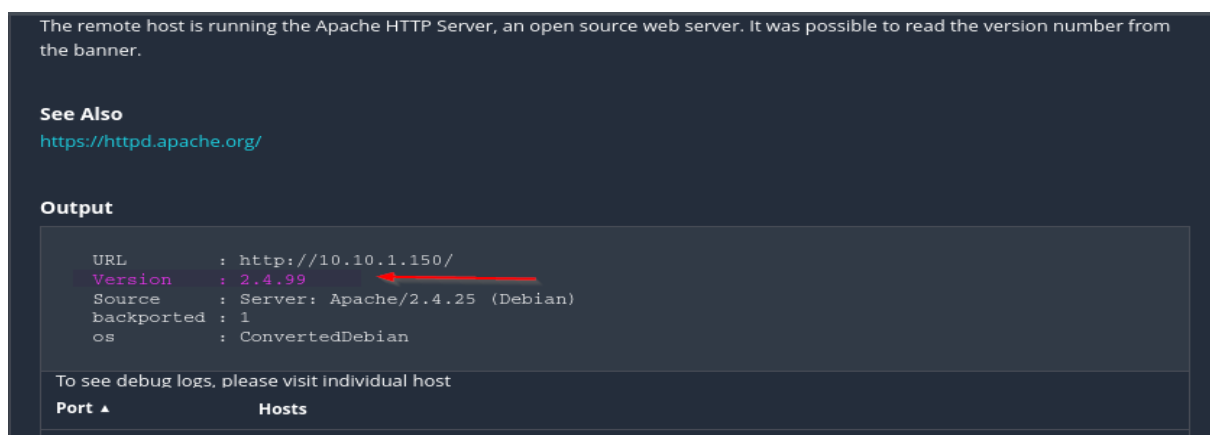 The remote host is running the Apache HTTP Server, an open source web server. It was possible to read the version number from
the banner.
See Also
https://httpd.apache.org/
Output
URL : http://10.10.1.150/
Version : 2.4.99
Source : Server: Apache/2.4.25 (Debian)
backported : 1
os : ConvertedDebian
To see debug logs, please visit individual host
Port ▲ Hosts